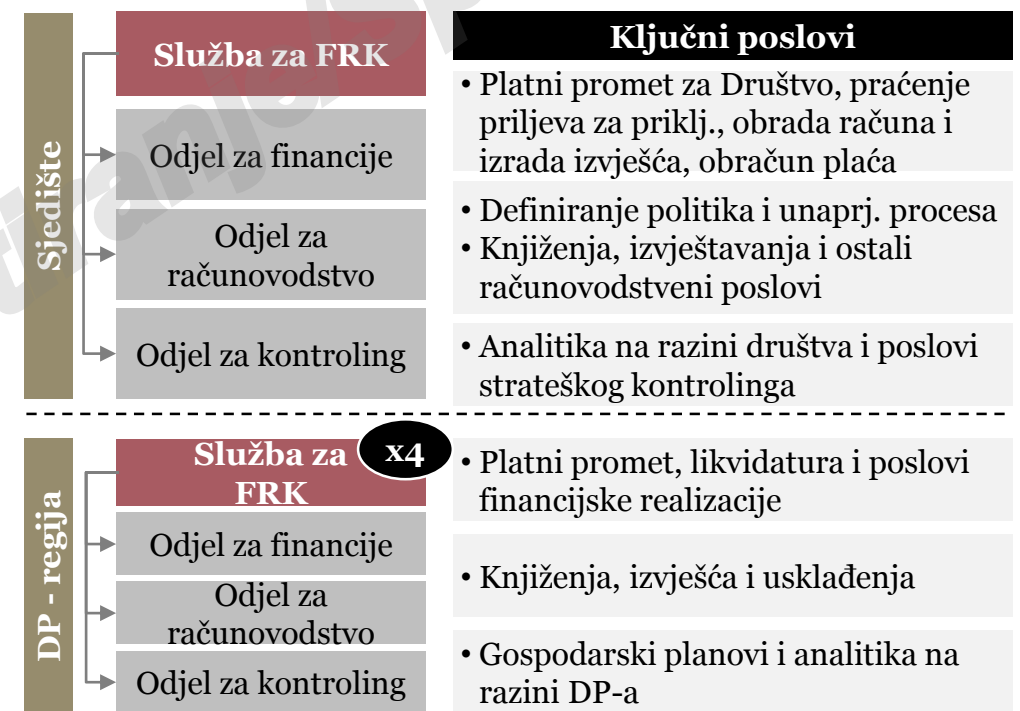 Sjedište
Služba za FRK
Ključni poslovi
Odjel za financije
• Platni promet za Društvo, praćenje
priljeva za priklj., obrada računa i
izrada izvješća, obračun plaća
Odjel za
računovodstvo
• Definiranje politika i unaprj. procesa
• Knjiženja, izvještavanja i ostali
računovodstveni poslovi
Odjel za kontroling
• Analitika na razini društva i poslovi
strateškog kontrolinga
DP - regija
Služba za
FRK
x4
Odjel za financije
• Platni promet, likvidatura i poslovi
financijske realizacije
Odjel za
računovodstvo
• Knjiženja, izvješća i usklađenja
Odjel za kontroling
• Gospodarski planovi i analitika na
razini DP-a